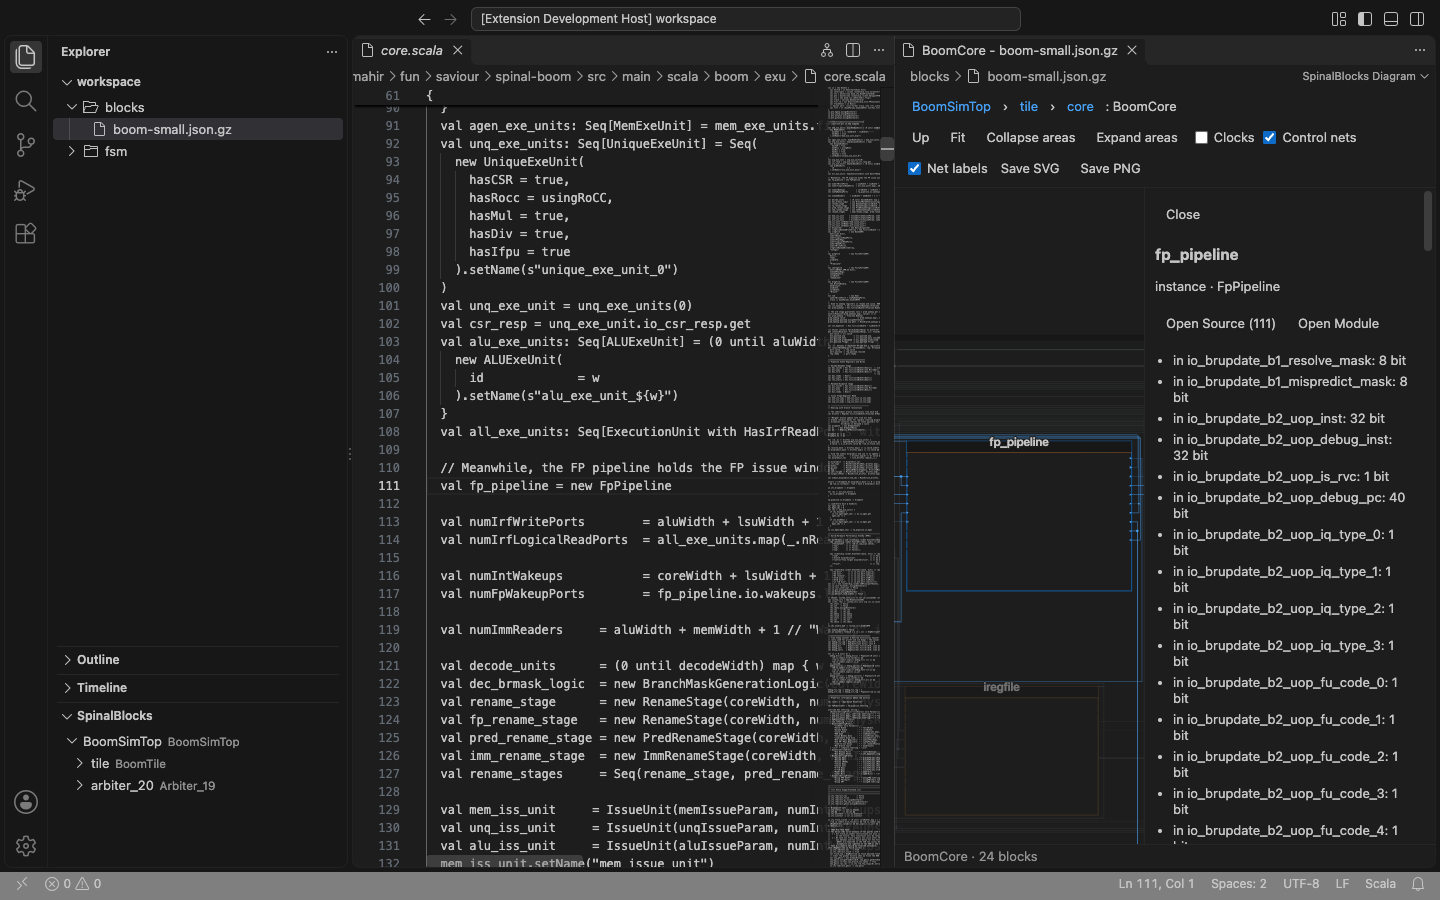 [Extension Development Host] workspace
Explorer
workspace
blocks
boom-small.json.gz
fsm
Outline
Timeline
SpinalBlocks
BoomSimTop BoomSimTop
tile BoomTile
arbiter_20 Arbiter_19
core.scala
mahir > fun > saviour > spinal-boom > src > main > scala > boom > exu > core.scala
61 {
90 }
91 val agen_exe_units: Seq[MemExeUnit] = mem_exe_units.
92 val unq_exe_units: Seq[UniqueExeUnit] = Seq(
93 new UniqueExeUnit(
94 hasCSR = true,
95 hasRocc = usingRoCC,
96 hasMul = true,
97 hasDiv = true,
98 hasIfpu = true
99 ).setName(s"unique_exe_unit_0")
100 )
101 val unq_exe_unit = unq_exe_units(0)
102 val csr_resp = unq_exe_unit.io_csr_resp.get
103 val alu_exe_units: Seq[ALUExeUnit] = (0 until aluWidth
104 new ALUExeUnit(
105 id = w
106 ).setName(s"alu_exe_unit_${w}")
107 }
108 val all_exe_units: Seq[ExecutionUnit with HasIrfRead
109
110 // Meanwhile, the FP pipeline holds the FP issue win
111 val fp_pipeline = new FpPipeline
112
113 val numIrfWritePorts = aluWidth + lsuWidth +
114 val numIrfLogicalReadPorts = all_exe_units.map(_.nRe
115
116 val numIntWakeups = coreWidth + lsuWidth +
117 val numFpWakeupPorts = fp_pipeline.io.wakeups.
118
119 val numImmReaders = aluWidth + memWidth + 1 // "W
120
121 val decode_units = (0 until decodeWidth) map { w
122 val dec_brmask_logic = new BranchMaskGenerationLogic
123 val rename_stage = new RenameStage(coreWidth, nu
124 val fp_rename_stage = new RenameStage(coreWidth, nu
125 val pred_rename_stage = new PredRenameStage(coreWidth
126 val imm_rename_stage = new ImmRenameStage(coreWidth
127 val rename_stages = Seq(rename_stage, pred_rename
128
129 val mem_iss_unit = IssueUnit(memIssueParam, numIn
130 val unq_iss_unit = IssueUnit(unqIssueParam, numIn
131 val alu_iss_unit = IssueUnit(aluIssueParam, numIn
132 mem_iss_unit.setName("mem_issue_unit")
BoomCore - boom-small.json.gz
blocks > boom-small.json.gz
SpinalBlocks Diagram
BoomSimTop › tile › core : BoomCore
Up Fit Collapse areas Expand areas Clocks Control nets
Net labels Save SVG Save PNG
fp_pipeline
iregfile
Close
fp_pipeline
instance · FpPipeline
Open Source (111) Open Module
• in io_brupdate_b1_resolve_mask: 8 bit
• in io_brupdate_b1_mispredict_mask: 8
bit
• in io_brupdate_b2_uop_inst: 32 bit
• in io_brupdate_b2_uop_debug_inst:
32 bit
• in io_brupdate_b2_uop_is_rvc: 1 bit
• in io_brupdate_b2_uop_debug_pc: 40
bit
• in io_brupdate_b2_uop_iq_type_0: 1
bit
• in io_brupdate_b2_uop_iq_type_1: 1
bit
• in io_brupdate_b2_uop_iq_type_2: 1
bit
• in io_brupdate_b2_uop_iq_type_3: 1
bit
• in io_brupdate_b2_uop_fu_code_0: 1
bit
• in io_brupdate_b2_uop_fu_code_1: 1
bit
• in io_brupdate_b2_uop_fu_code_2: 1
bit
• in io_brupdate_b2_uop_fu_code_3: 1
bit
• in io_brupdate_b2_uop_fu_code_4: 1
BoomCore · 24 blocks
0 0
Ln 111, Col 1 Spaces: 2 UTF-8 LF Scala